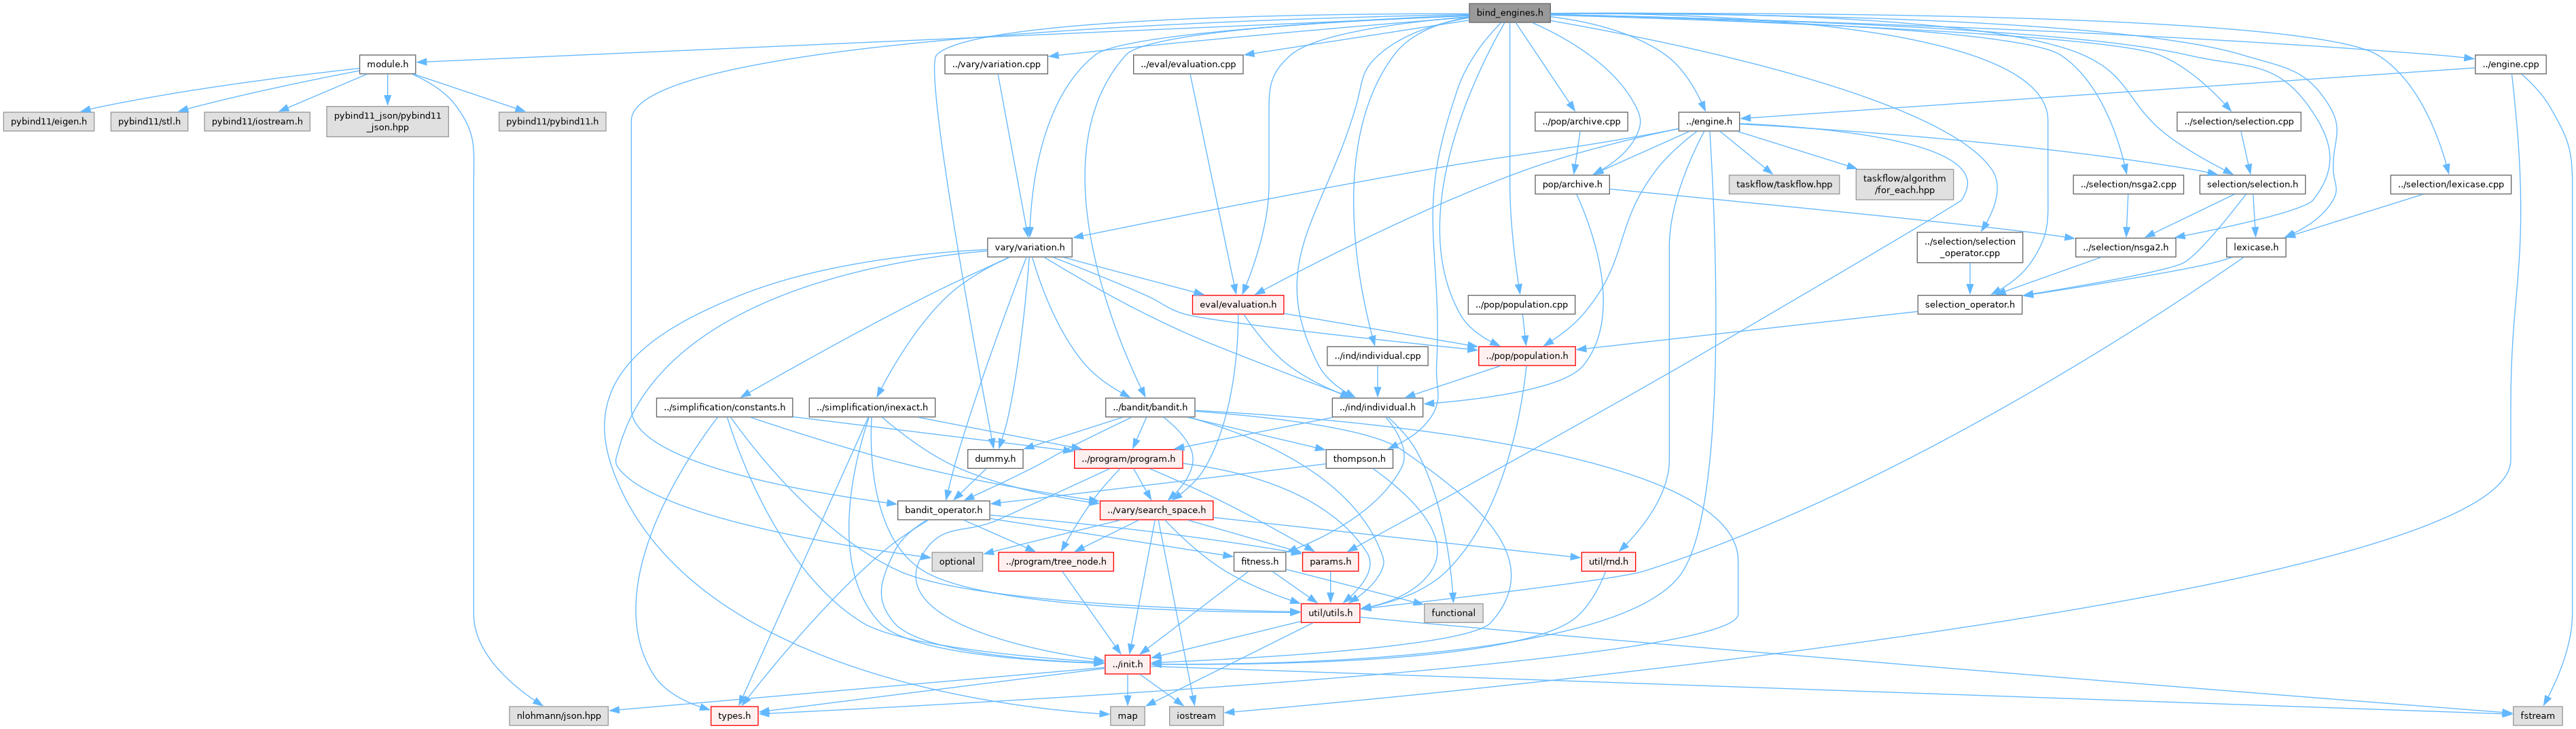 bind_engines.h
module.h
../vary/variation.cpp
../eval/evaluation.cpp
../engine.cpp
pybind11/eigen.h
pybind11/stl.h
pybind11/iostream.h
pybind11_json/pybind11
_json.hpp
pybind11/pybind11.h
../pop/archive.cpp
../engine.h
../selection/selection.cpp
pop/archive.h
taskflow/taskflow.hpp
taskflow/algorithm
/for_each.hpp
../selection/nsga2.cpp
selection/selection.h
../selection/lexicase.cpp
vary/variation.h
../selection/selection
_operator.cpp
../selection/nsga2.h
lexicase.h
eval/evaluation.h
../pop/population.cpp
selection_operator.h
../ind/individual.cpp
../pop/population.h
../simplification/constants.h
../simplification/inexact.h
../bandit/bandit.h
../ind/individual.h
dummy.h
../program/program.h
thompson.h
bandit_operator.h
../vary/search_space.h
optional
../program/tree_node.h
fitness.h
params.h
util/rnd.h
util/utils.h
functional
../init.h
nlohmann/json.hpp
types.h
map
iostream
fstream